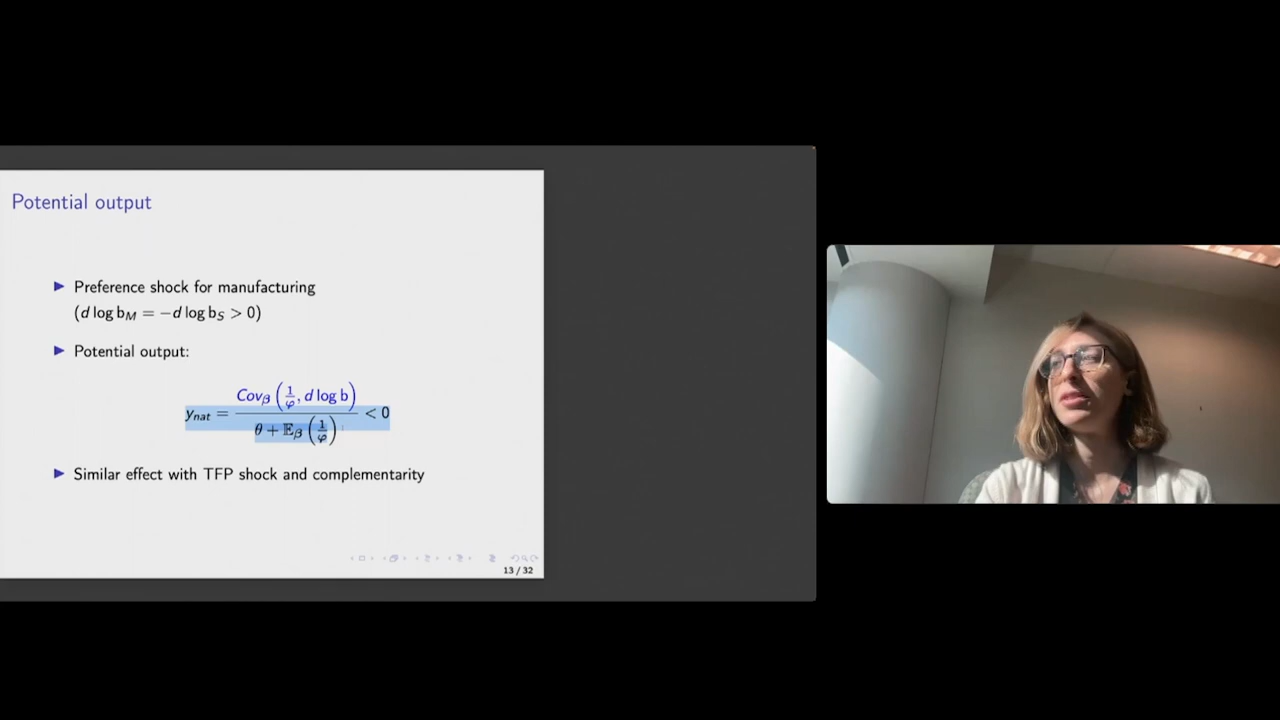 Potential output
▶ Preference shock for manufacturing
(d log b_M = −d log b_S > 0)
▶ Potential output:
y_nat = Cov_β (1/φ, d log b) / (θ + 𝔼_β (1/φ)) < 0
▶ Similar effect with TFP shock and complementarity
13 / 32